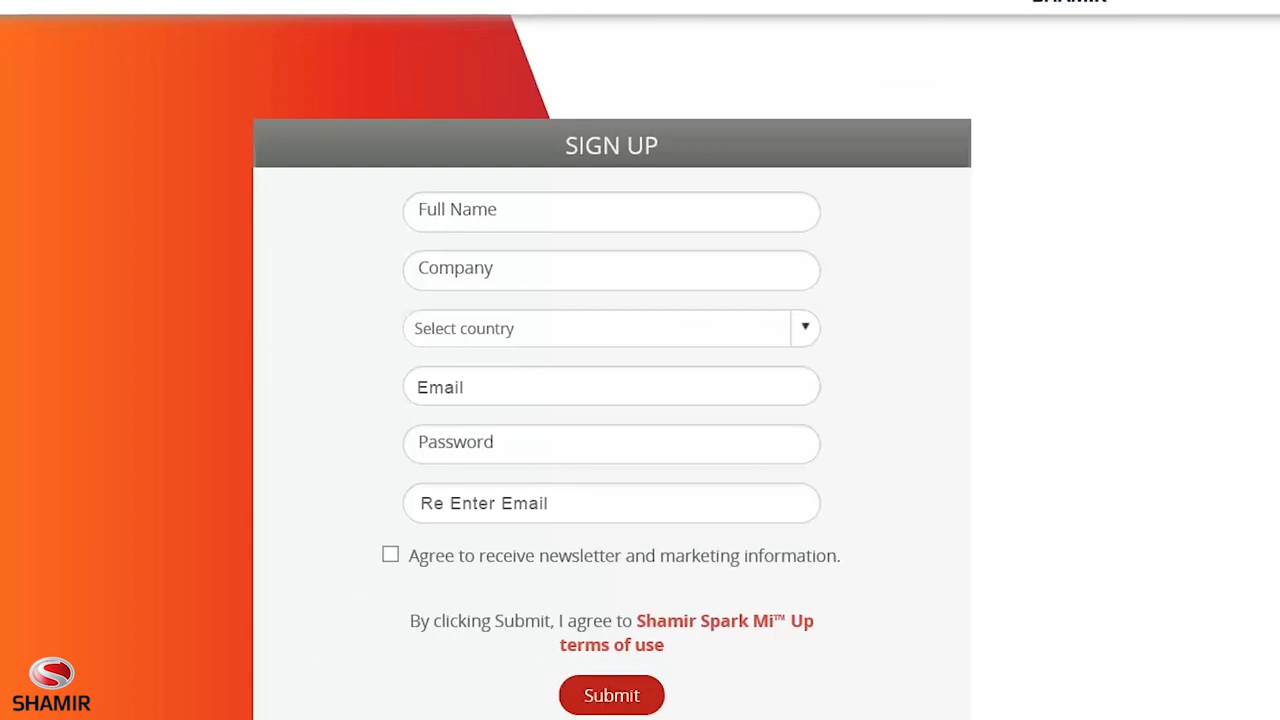 SHAMIR
SIGN UP
Full Name
Company
Select country
Email
Password
Re Enter Email
Agree to receive newsletter and marketing information.
By clicking Submit, I agree to Shamir Spark Mi™ Up
terms of use
Submit
SHAMIR